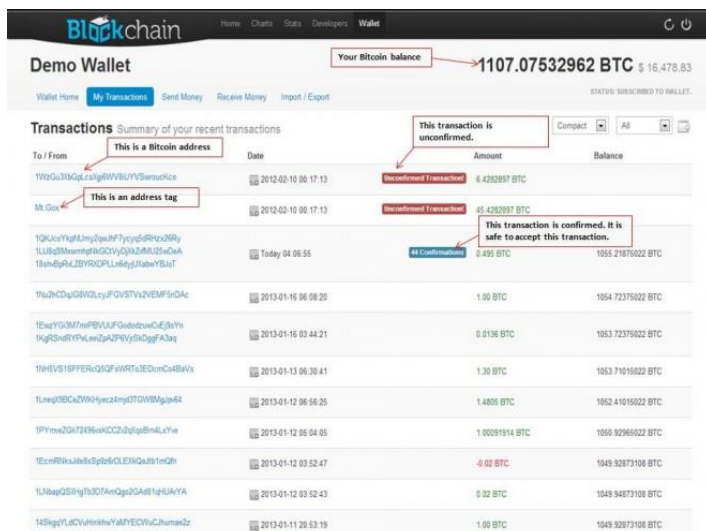 Blockchain
Home Charts Stats Developers Wallet
Demo Wallet
Your Bitcoin balance
1107.07532962 BTC $ 16,478.83
Wallet Home My Transactions Send Money Receive Money Import / Export
STATUS: SUBSCRIBED TO WALLET.
Transactions Summary of your recent transactions
This transaction is
unconfirmed.
Compact All
This is a Bitcoin address
To / From Date Amount Balance
2012-02-10 00:17:13 Unconfirmed Transaction! 6.4282897 BTC
This is an address tag
Mt.Gox 2012-02-10 00:17:13 Unconfirmed Transaction! 45.4282897 BTC
This transaction is confirmed. It is
safe to accept this transaction.
Today 04:06:55 44 Confirmations 0.495 BTC 1055.21875022 BTC
2013-01-16 06:08:20 1.00 BTC 1054.72375022 BTC
2013-01-16 03:44:21 0.0136 BTC 1053.72375022 BTC
2013-01-13 06:30:41 1.30 BTC 1053.71015022 BTC
2013-01-12 06:56:25 1.4805 BTC 1052.41015022 BTC
2013-01-12 05:04:05 1.00091914 BTC 1050.92965022 BTC
2013-01-12 03:52:47 -0.02 BTC 1049.92873108 BTC
2013-01-12 03:52:43 0.02 BTC 1049.94873108 BTC
2013-01-11 20:53:19 1.00 BTC 1049.92873108 BTC